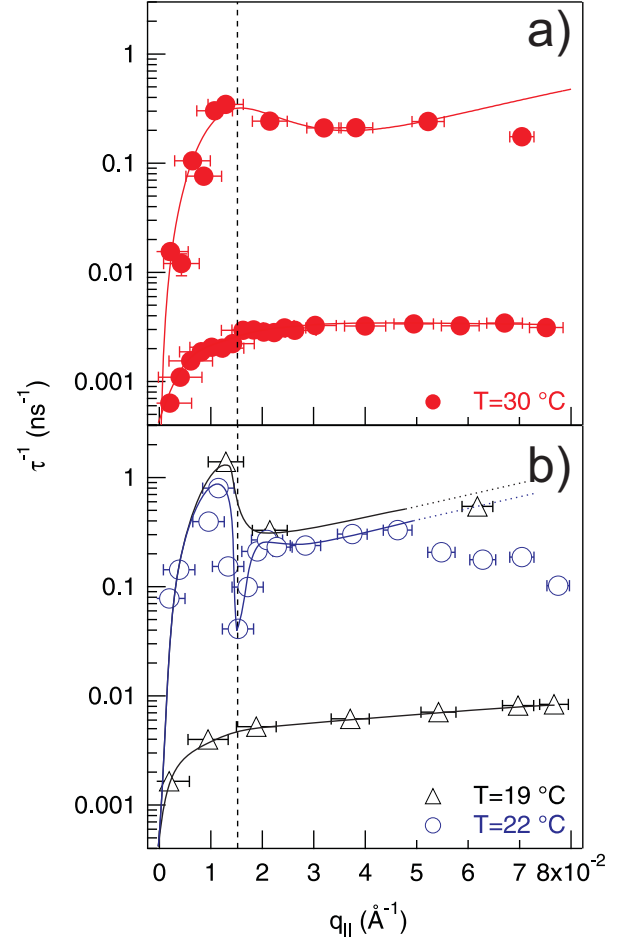 a)
1
0.1
0.01
0.001
T=30 °C
τ⁻¹ (ns⁻¹)
b)
1
0.1
0.01
0.001
T=19 °C
T=22 °C
0 1 2 3 4 5 6 7 8x10⁻²
q|| (Å⁻¹)